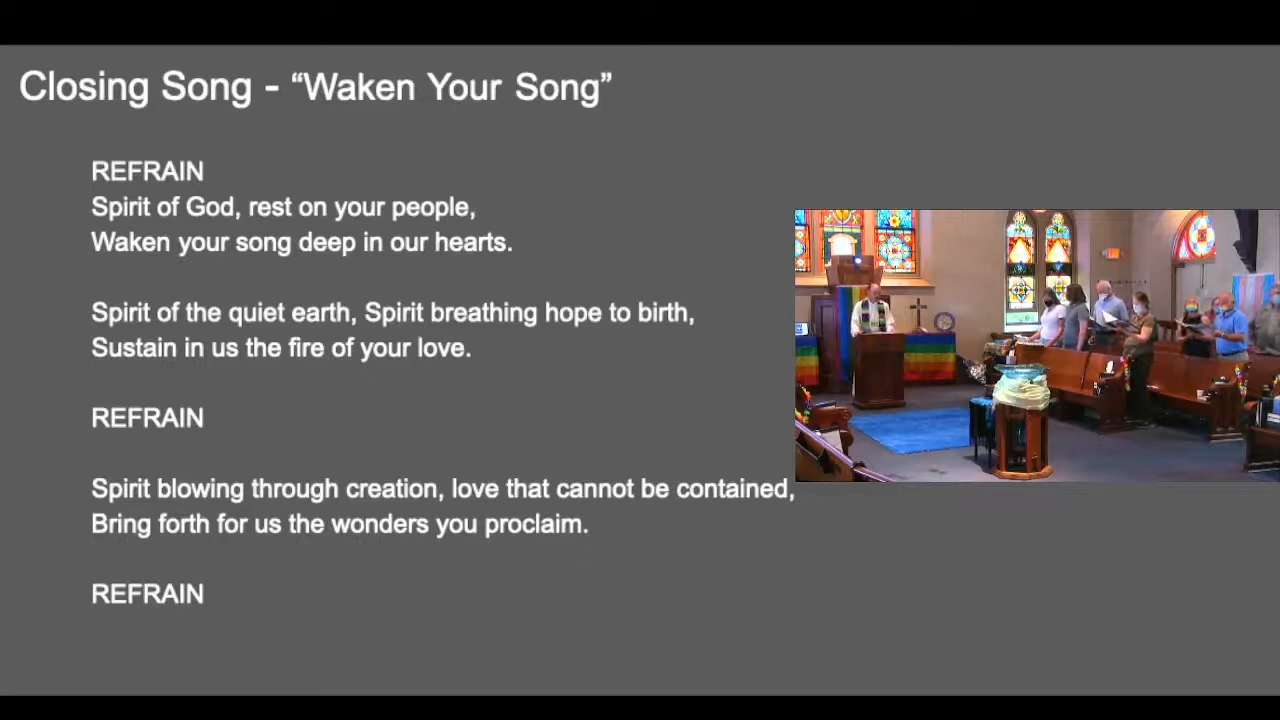 Closing Song - “Waken Your Song”
REFRAIN
Spirit of God, rest on your people,
Waken your song deep in our hearts.
Spirit of the quiet earth, Spirit breathing hope to birth,
Sustain in us the fire of your love.
REFRAIN
Spirit blowing through creation, love that cannot be contained,
Bring forth for us the wonders you proclaim.
REFRAIN